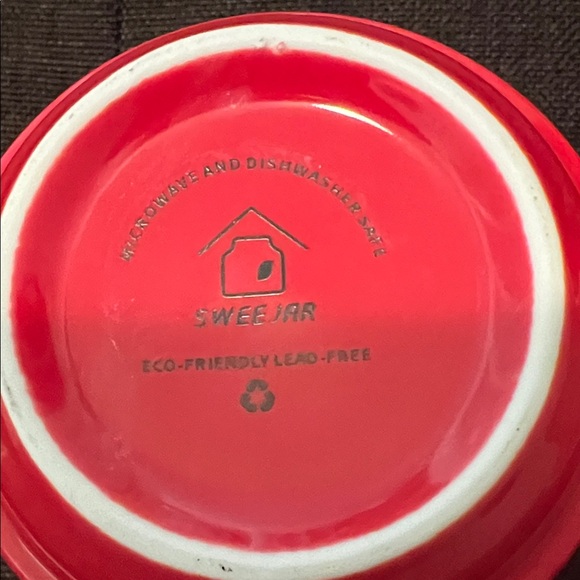 MICROWAVE AND DISHWASHER SAFE
SWEEJAR
ECO-FRIENDLY LEAD-FREE